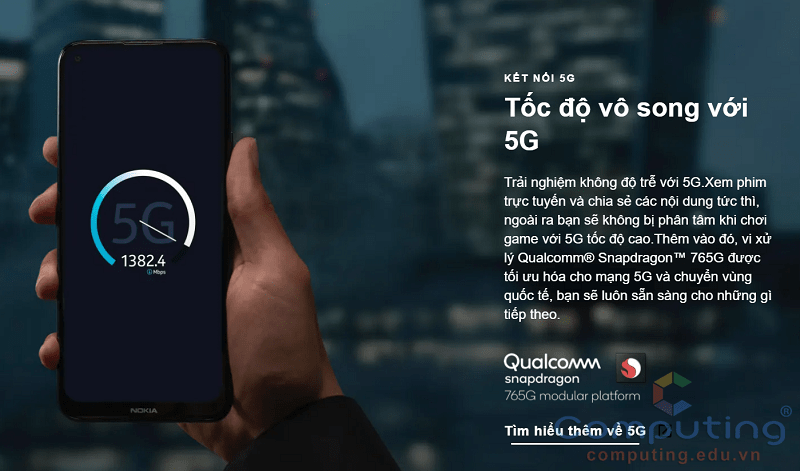 KẾT NỐI 5G
Tốc độ vô song với
5G
Trải nghiệm không độ trễ với 5G.Xem phim
trực tuyến và chia sẻ các nội dung tức thì,
ngoài ra bạn sẽ không bị phân tâm khi chơi
game với 5G tốc độ cao.Thêm vào đó, vi xử
lý Qualcomm® Snapdragon™ 765G được
tối ưu hóa cho mạng 5G và chuyển vùng
quốc tế, bạn sẽ luôn sẵn sàng cho những gì
tiếp theo.
5G
1382.4
Mbps
NOKIA
Qualcomm
snapdragon
765G modular platform
Tìm hiểu thêm về 5G
Computing®
computing.edu.vn